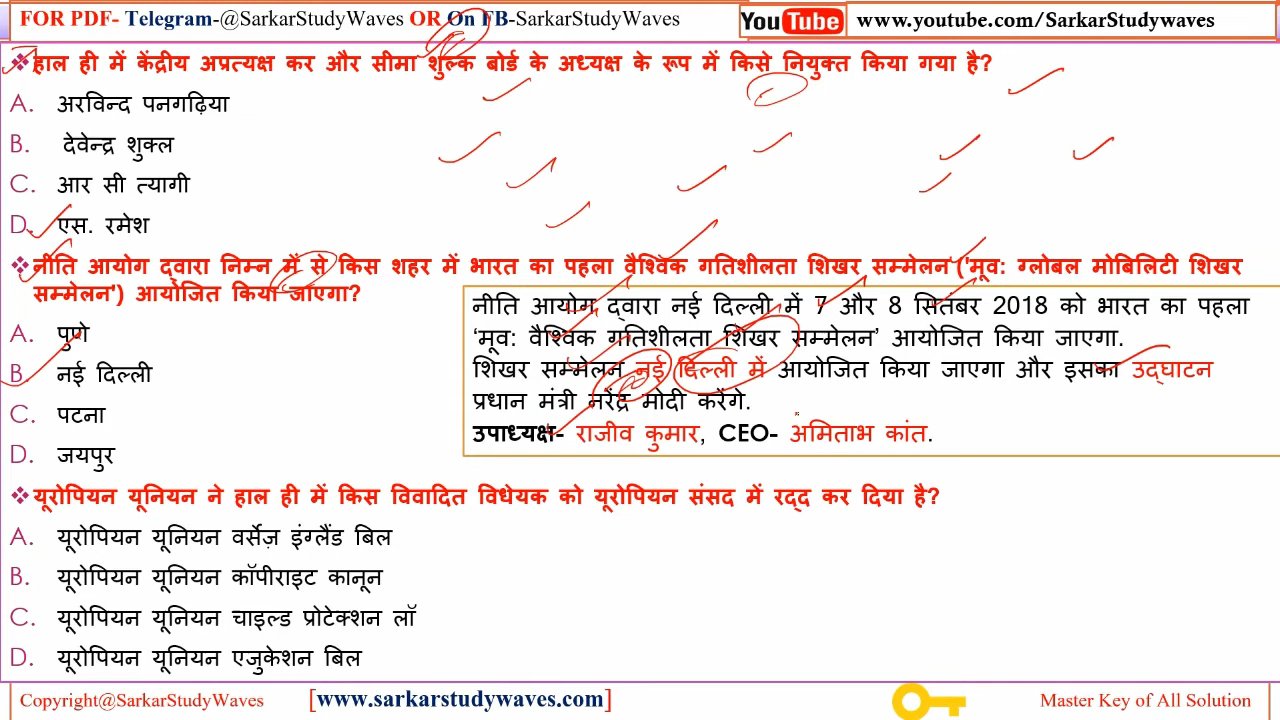 FOR PDF- Telegram-@SarkarStudyWaves OR On FB-SarkarStudyWaves
YouTube
www.youtube.com/SarkarStudywaves
❖हाल ही में केंद्रीय अप्रत्यक्ष कर और सीमा शुल्क बोर्ड के अध्यक्ष के रूप में किसे नियुक्त किया गया है?
A. अरविन्द पनगढ़िया
B. देवेन्द्र शुक्ल
C. आर सी त्यागी
D. एस. रमेश
❖नीति आयोग द्वारा निम्न में से किस शहर में भारत का पहला वैश्विक गतिशीलता शिखर सम्मेलन ('मूव: ग्लोबल मोबिलिटी शिखर
सम्मेलन') आयोजित किया जाएगा?
A. पुणे
B. नई दिल्ली
C. पटना
D. जयपुर
नीति आयोग द्वारा नई दिल्ली में 7 और 8 सितंबर 2018 को भारत का पहला
‘मूव: वैश्विक गतिशीलता शिखर सम्मेलन’ आयोजित किया जाएगा.
शिखर सम्मेलन नई दिल्ली में आयोजित किया जाएगा और इसका उद्घाटन
प्रधान मंत्री नरेंद्र मोदी करेंगे.
उपाध्यक्ष- राजीव कुमार, CEO- अमिताभ कांत.
❖यूरोपियन यूनियन ने हाल ही में किस विवादित विधेयक को यूरोपियन संसद में रद्द कर दिया है?
A. यूरोपियन यूनियन वर्सेज़ इंग्लैंड बिल
B. यूरोपियन यूनियन कॉपीराइट कानून
C. यूरोपियन यूनियन चाइल्ड प्रोटेक्शन लॉ
D. यूरोपियन यूनियन एजुकेशन बिल
Copyright@SarkarStudyWaves
[www.sarkarstudywaves.com]
Master Key of All Solution